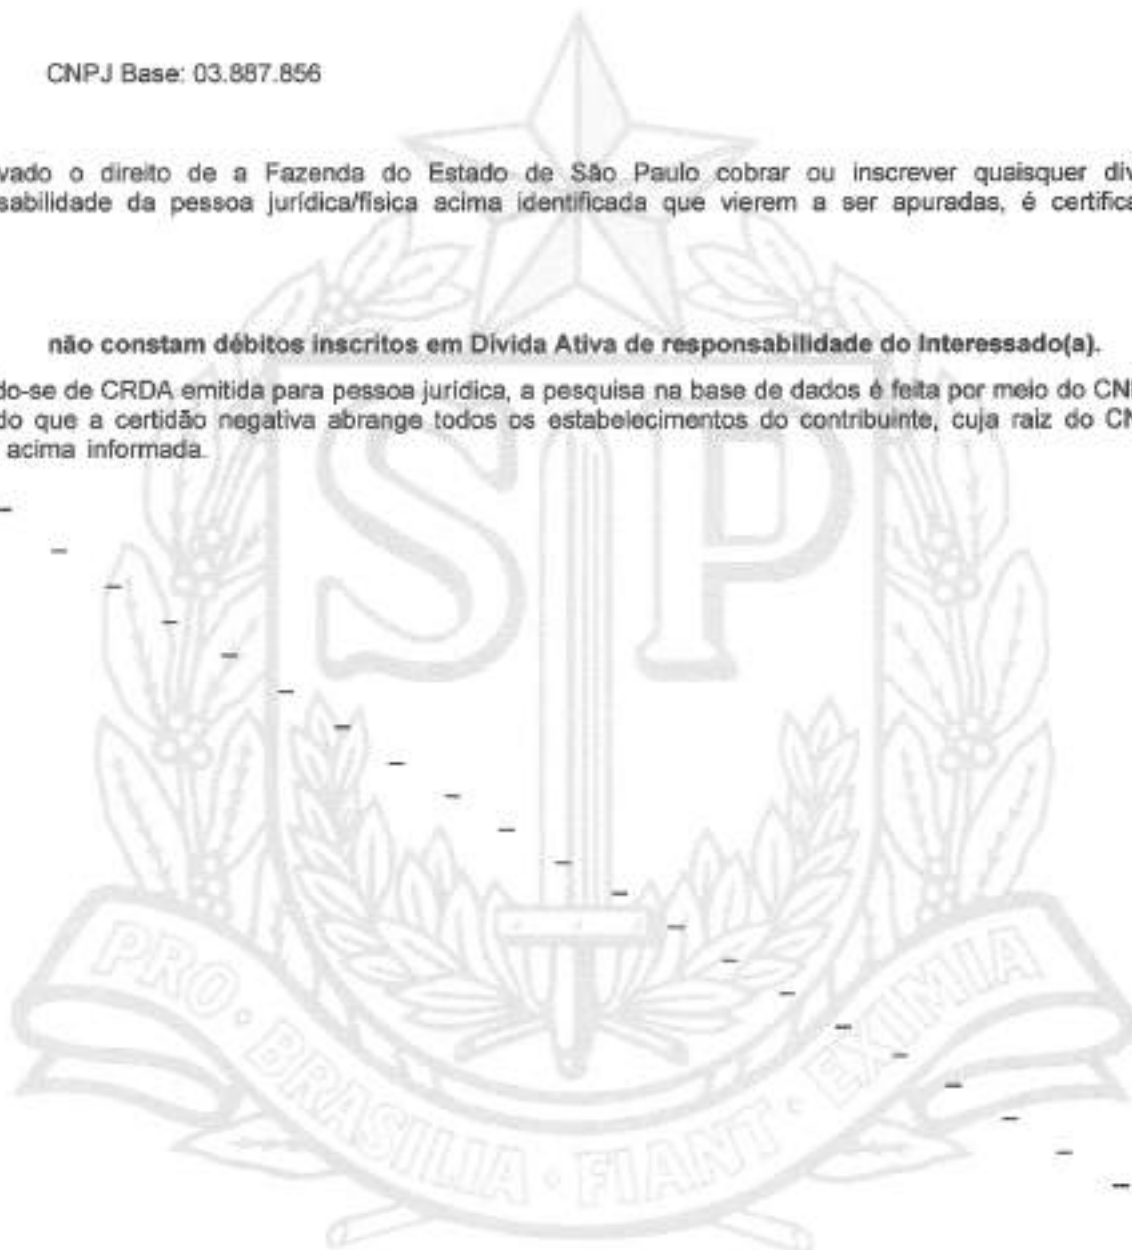 CNPJ Base: 03.887.856
vado o direito de a Fazenda do Estado de São Paulo cobrar ou inscrever quaisquer div
sabilidade da pessoa jurídica/física acima identificada que vierem a ser apuradas, é certifica
não constam débitos inscritos em Dívida Ativa de responsabilidade do Interessado(a).
do-se de CRDA emitida para pessoa jurídica, a pesquisa na base de dados é feita por meio do CN
do que a certidão negativa abrange todos os estabelecimentos do contribuinte, cuja raiz do CN
acima informada.
SP
PRO · BRASILIA · FIANT · EXIMIA